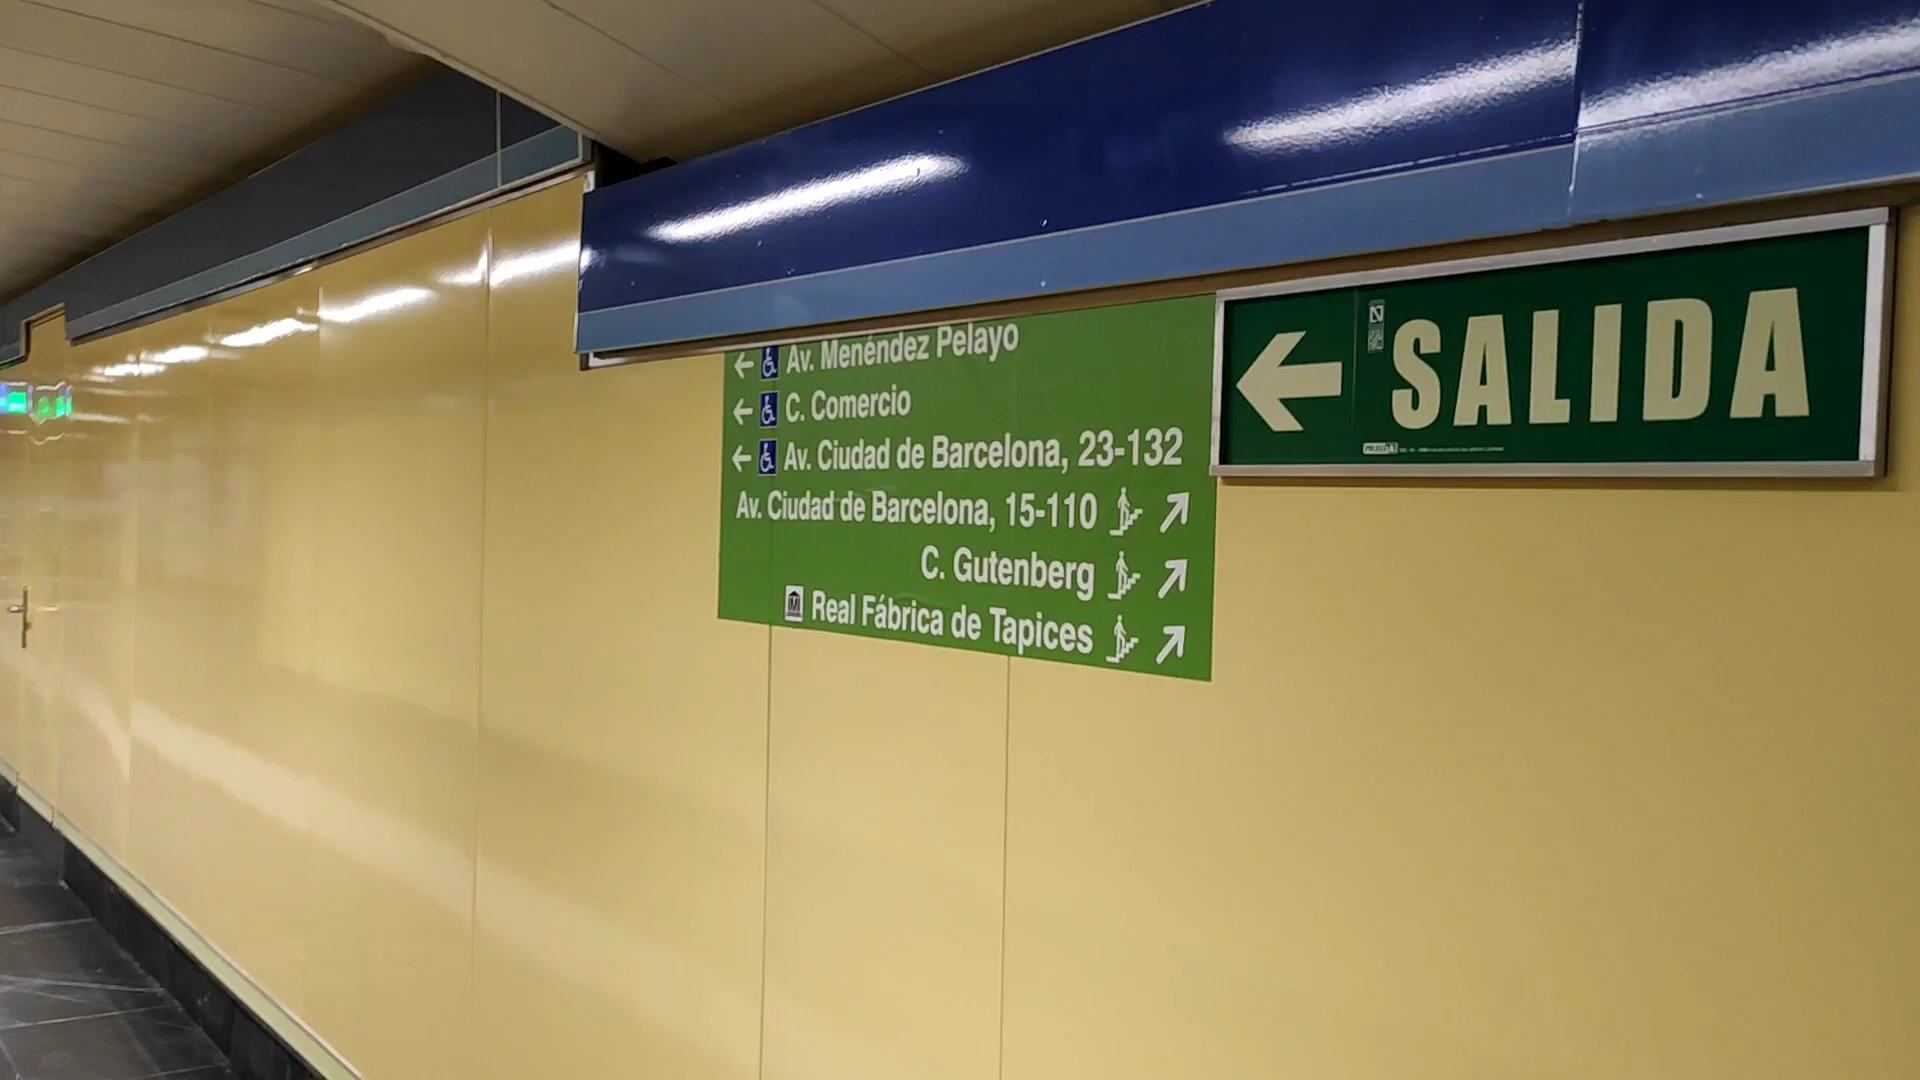 Av. Menéndez Pelayo
C. Comercio
Av. Ciudad de Barcelona, 23-132
Av. Ciudad de Barcelona, 15-110
C. Gutenberg
Real Fábrica de Tapices
SALIDA